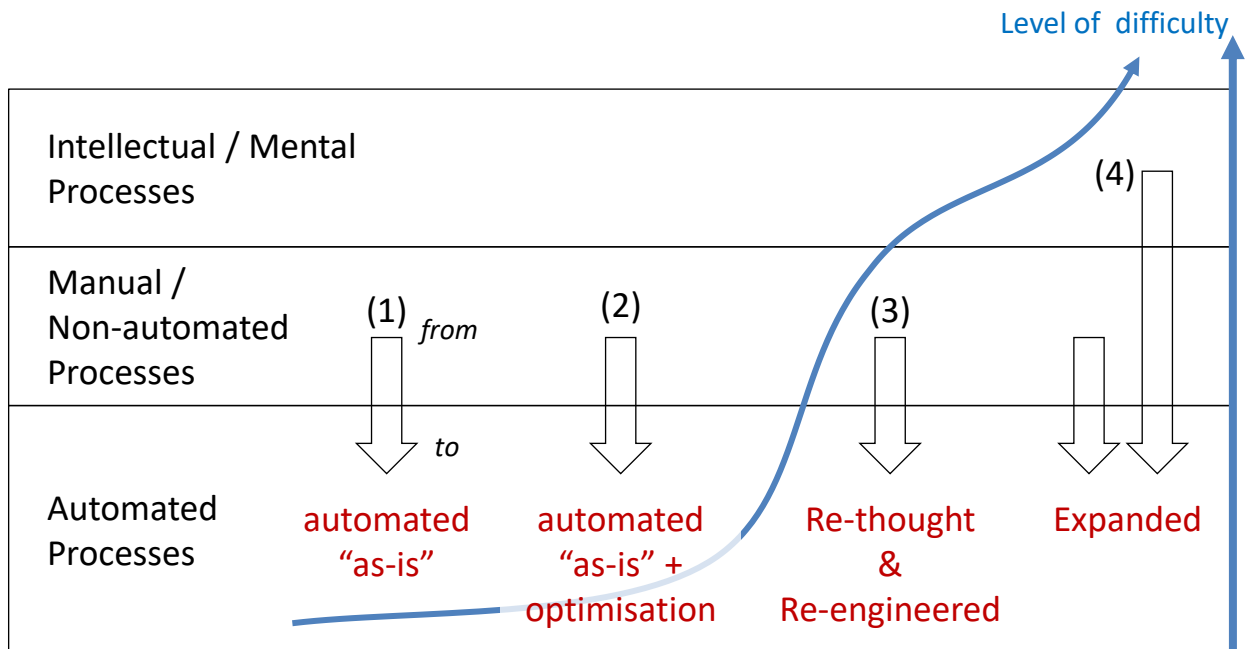 Level of  difficulty
Intellectual / Mental
Processes
(4)
Manual /
Non-automated
Processes
(1) from
(2)
(3)
to
Automated
Processes
automated
“as-is”
automated
“as-is” +
optimisation
Re-thought
&
Re-engineered
Expanded